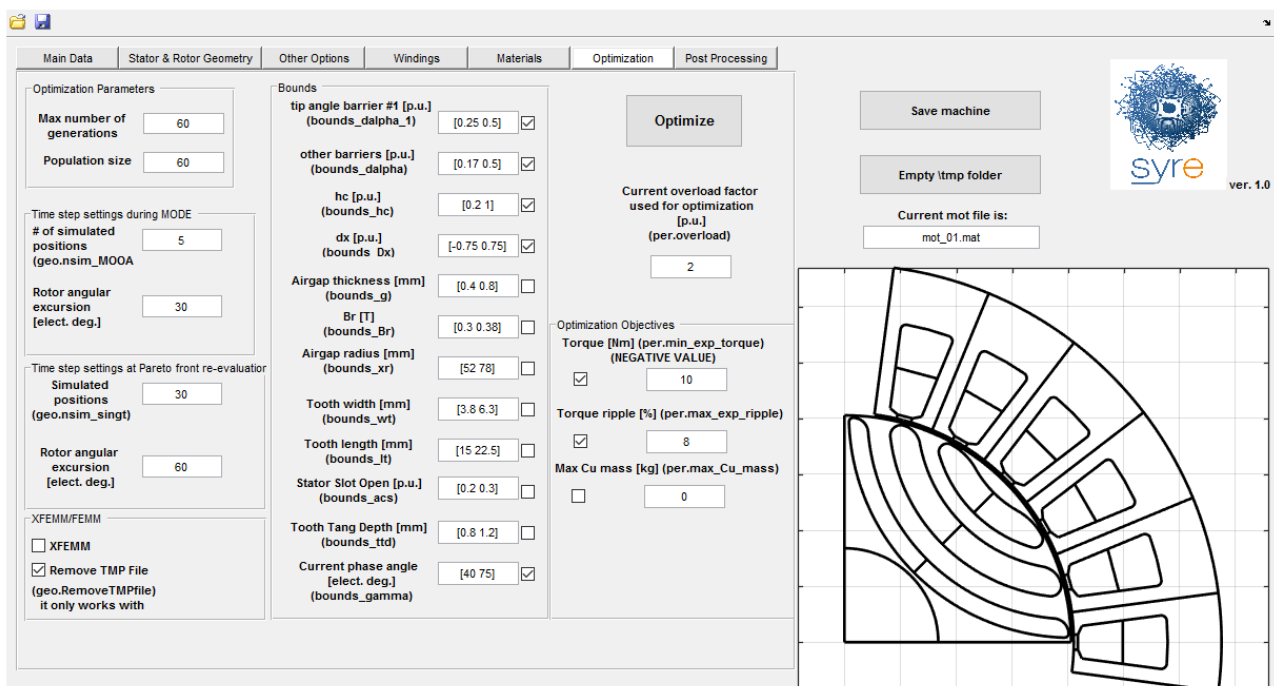 Main Data
Stator & Rotor Geometry
Other Options
Windings
Materials
Optimization
Post Processing
Optimization Parameters
Max number of
generations
60
Population size
60
Time step settings during MODE
# of simulated
positions
(geo.nsim_MOOA
5
Rotor angular
excursion
[elect. deg.]
30
Time step settings at Pareto front re-evaluation
Simulated
positions
(geo.nsim_singt)
30
Rotor angular
excursion
[elect. deg.]
60
XFEMM/FEMM
XFEMM
Remove TMP File
(geo.RemoveTMPfile)
it only works with
Bounds
tip angle barrier #1 [p.u.]
(bounds_dalpha_1)
[0.25 0.5]
other barriers [p.u.]
(bounds_dalpha)
[0.17 0.5]
hc [p.u.]
(bounds_hc)
[0.2 1]
dx [p.u.]
(bounds_Dx)
[-0.75 0.75]
Airgap thickness [mm]
(bounds_g)
[0.4 0.8]
Br [T]
(bounds_Br)
[0.3 0.38]
Airgap radius [mm]
(bounds_xr)
[52 78]
Tooth width [mm]
(bounds_wt)
[3.8 6.3]
Tooth length [mm]
(bounds_lt)
[15 22.5]
Stator Slot Open [p.u.]
(bounds_acs)
[0.2 0.3]
Tooth Tang Depth [mm]
(bounds_ttd)
[0.8 1.2]
Current phase angle
[elect. deg.]
(bounds_gamma)
[40 75]
Optimize
Current overload factor
used for optimization
[p.u.]
(per.overload)
2
Optimization Objectives
Torque [Nm] (per.min_exp_torque)
(NEGATIVE VALUE)
10
Torque ripple [%] (per.max_exp_ripple)
8
Max Cu mass [kg] (per.max_Cu_mass)
0
Save machine
Empty \tmp folder
Current mot file is:
mot_01.mat
syre
ver. 1.0